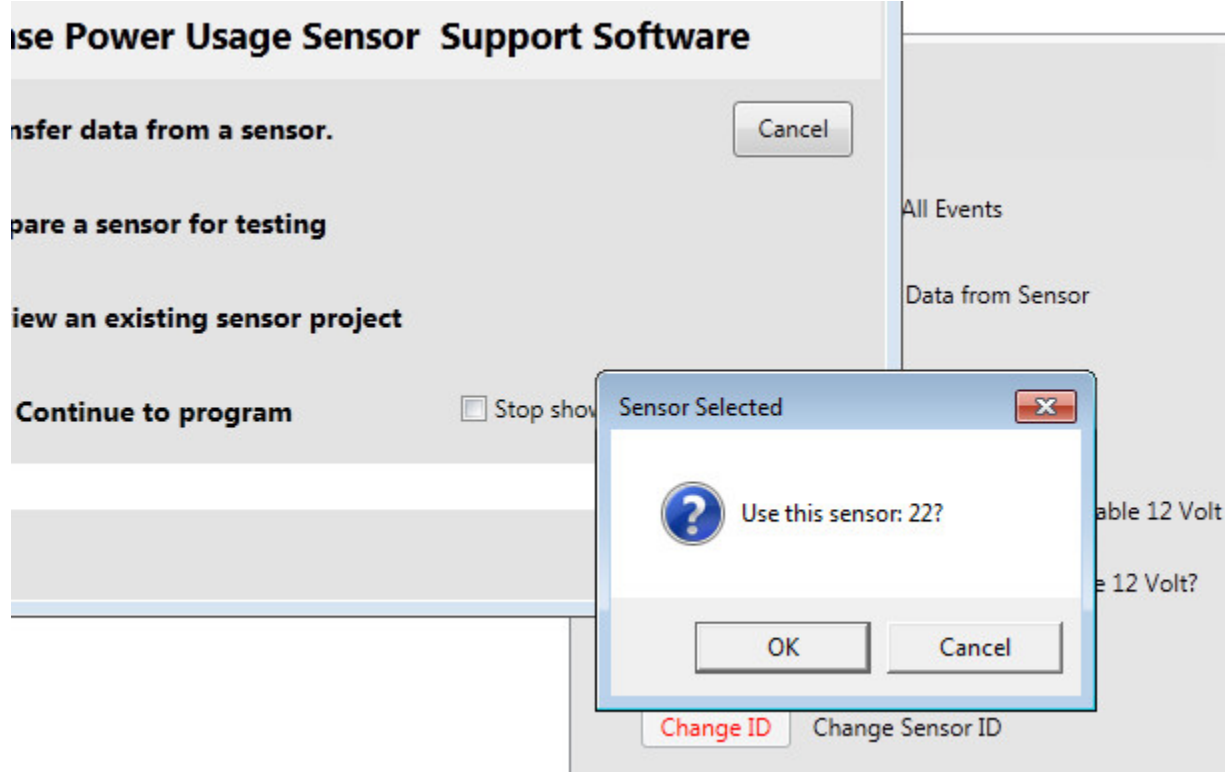 ase Power Usage Sensor Support Software
nsfer data from a sensor.
Cancel
pare a sensor for testing
iew an existing sensor project
Continue to program
Stop show
All Events
Data from Sensor
Sensor Selected
Use this sensor: 22?
OK
Cancel
able 12 Volt
e 12 Volt?
Change ID
Change Sensor ID